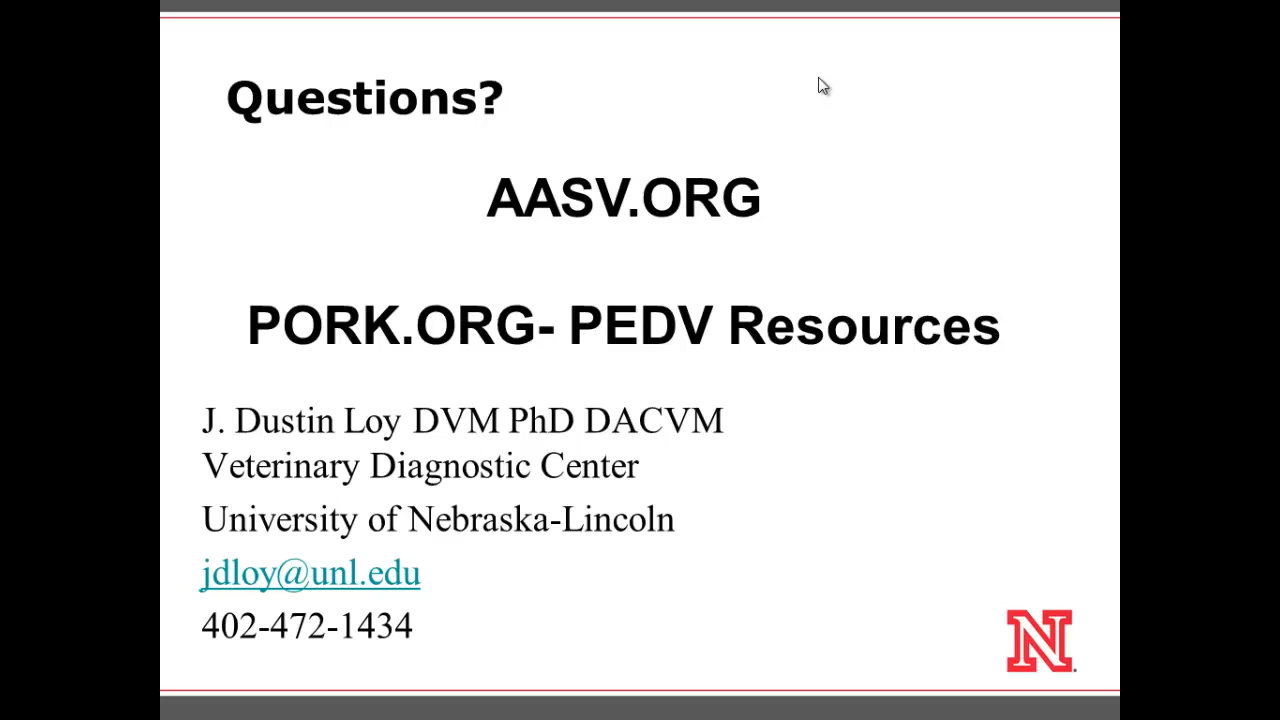 Questions?
AASV.ORG
PORK.ORG- PEDV Resources
J. Dustin Loy DVM PhD DACVM
Veterinary Diagnostic Center
University of Nebraska-Lincoln
jdloy@unl.edu
402-472-1434
N